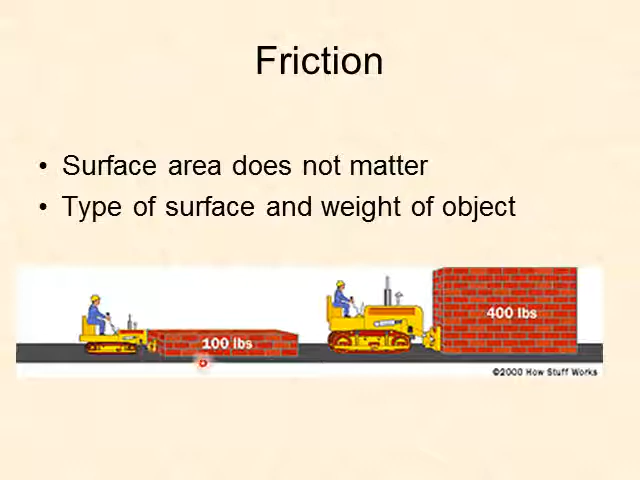 Friction
• Surface area does not matter
• Type of surface and weight of object
100 lbs
400 lbs
©2000 How Stuff Works